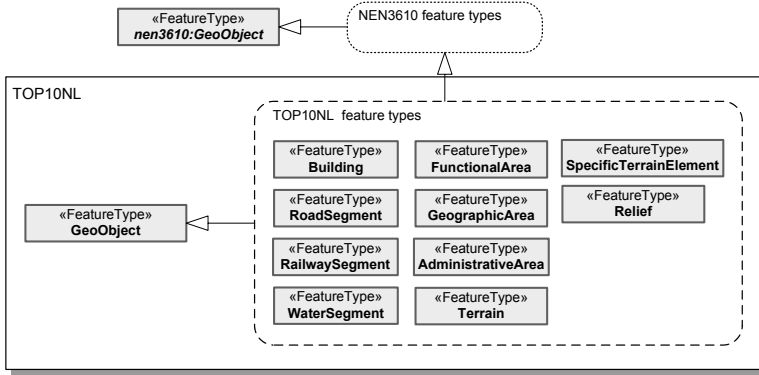 «FeatureType»
nen3610:GeoObject
NEN3610 feature types
TOP10NL
TOP10NL feature types
«FeatureType»
Building
«FeatureType»
FunctionalArea
«FeatureType»
SpecificTerrainElement
«FeatureType»
RoadSegment
«FeatureType»
GeographicArea
«FeatureType»
Relief
«FeatureType»
GeoObject
«FeatureType»
RailwaySegment
«FeatureType»
AdministrativeArea
«FeatureType»
WaterSegment
«FeatureType»
Terrain